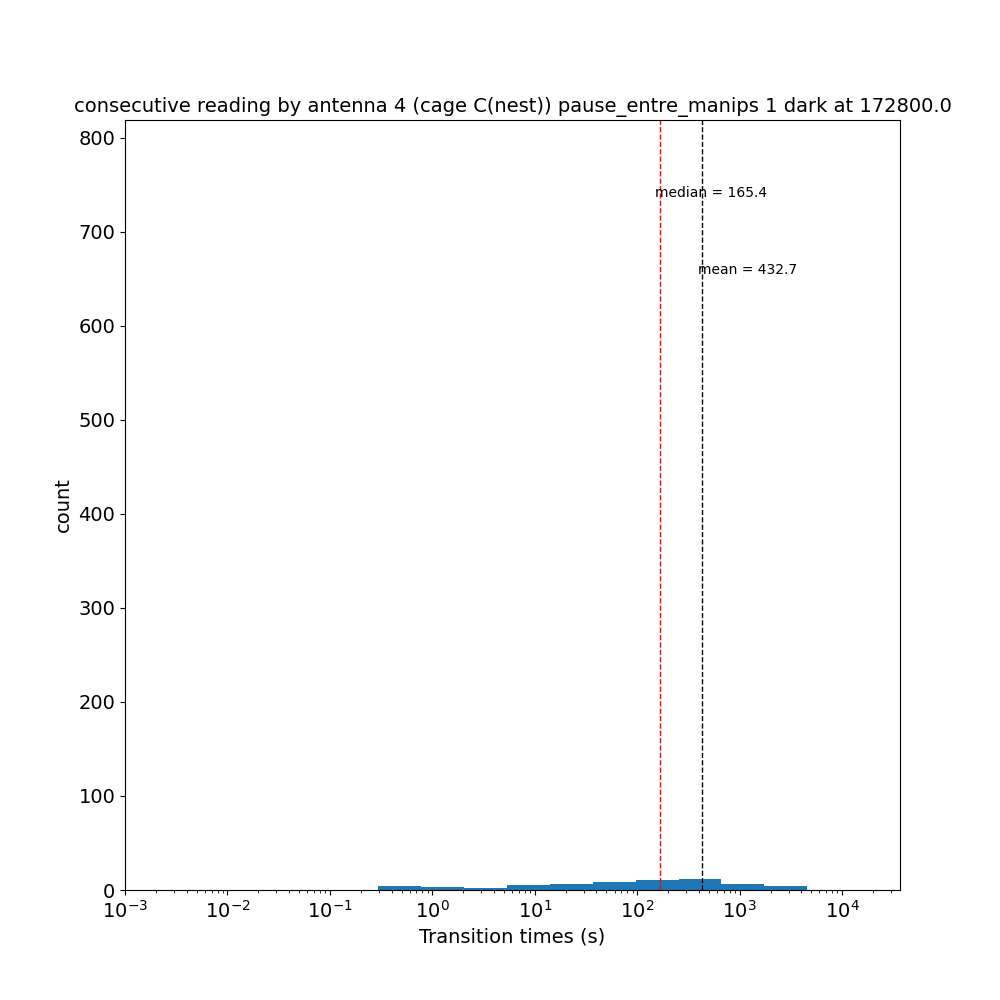 consecutive reading by antenna 4 (cage C(nest)) pause_entre_manips 1 dark at 172800.0
800
median = 165.4
700
mean = 432.7
600
500
400
300
200
100
0
count
10⁻³ 10⁻² 10⁻¹ 10⁰ 10¹ 10² 10³ 10⁴
Transition times (s)